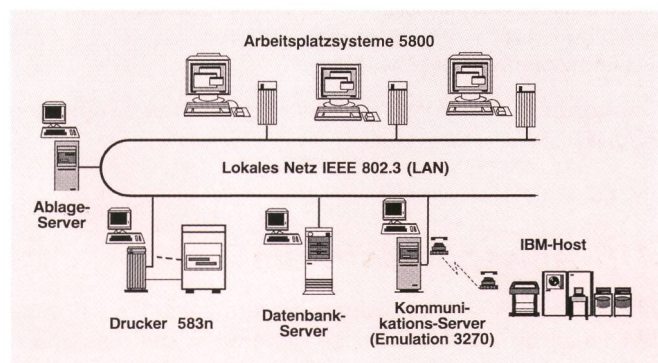 Arbeitsplatzsysteme 5800
Lokales Netz IEEE 802.3 (LAN)
Ablage-
Server
IBM-Host
Drucker 583n
Datenbank-
Server
Kommuni-
kations-Server
(Emulation 3270)